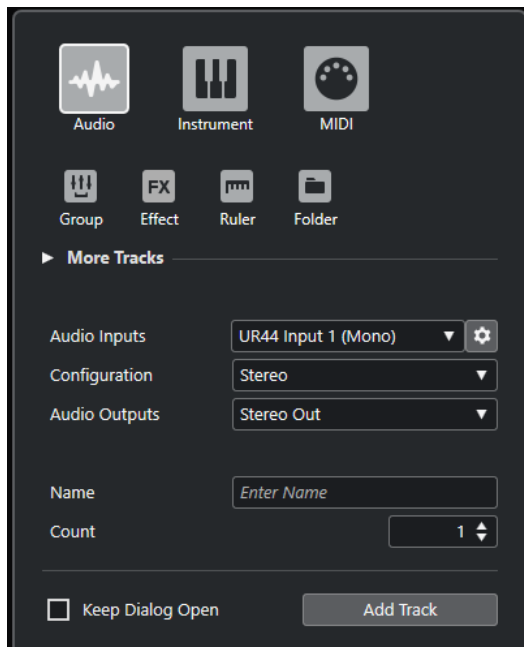 Audio Instrument MIDI
FX
Group Effect Ruler Folder
More Tracks
Audio Inputs UR44 Input 1 (Mono)
Configuration Stereo
Audio Outputs Stereo Out
Name Enter Name
Count 1
Keep Dialog Open Add Track